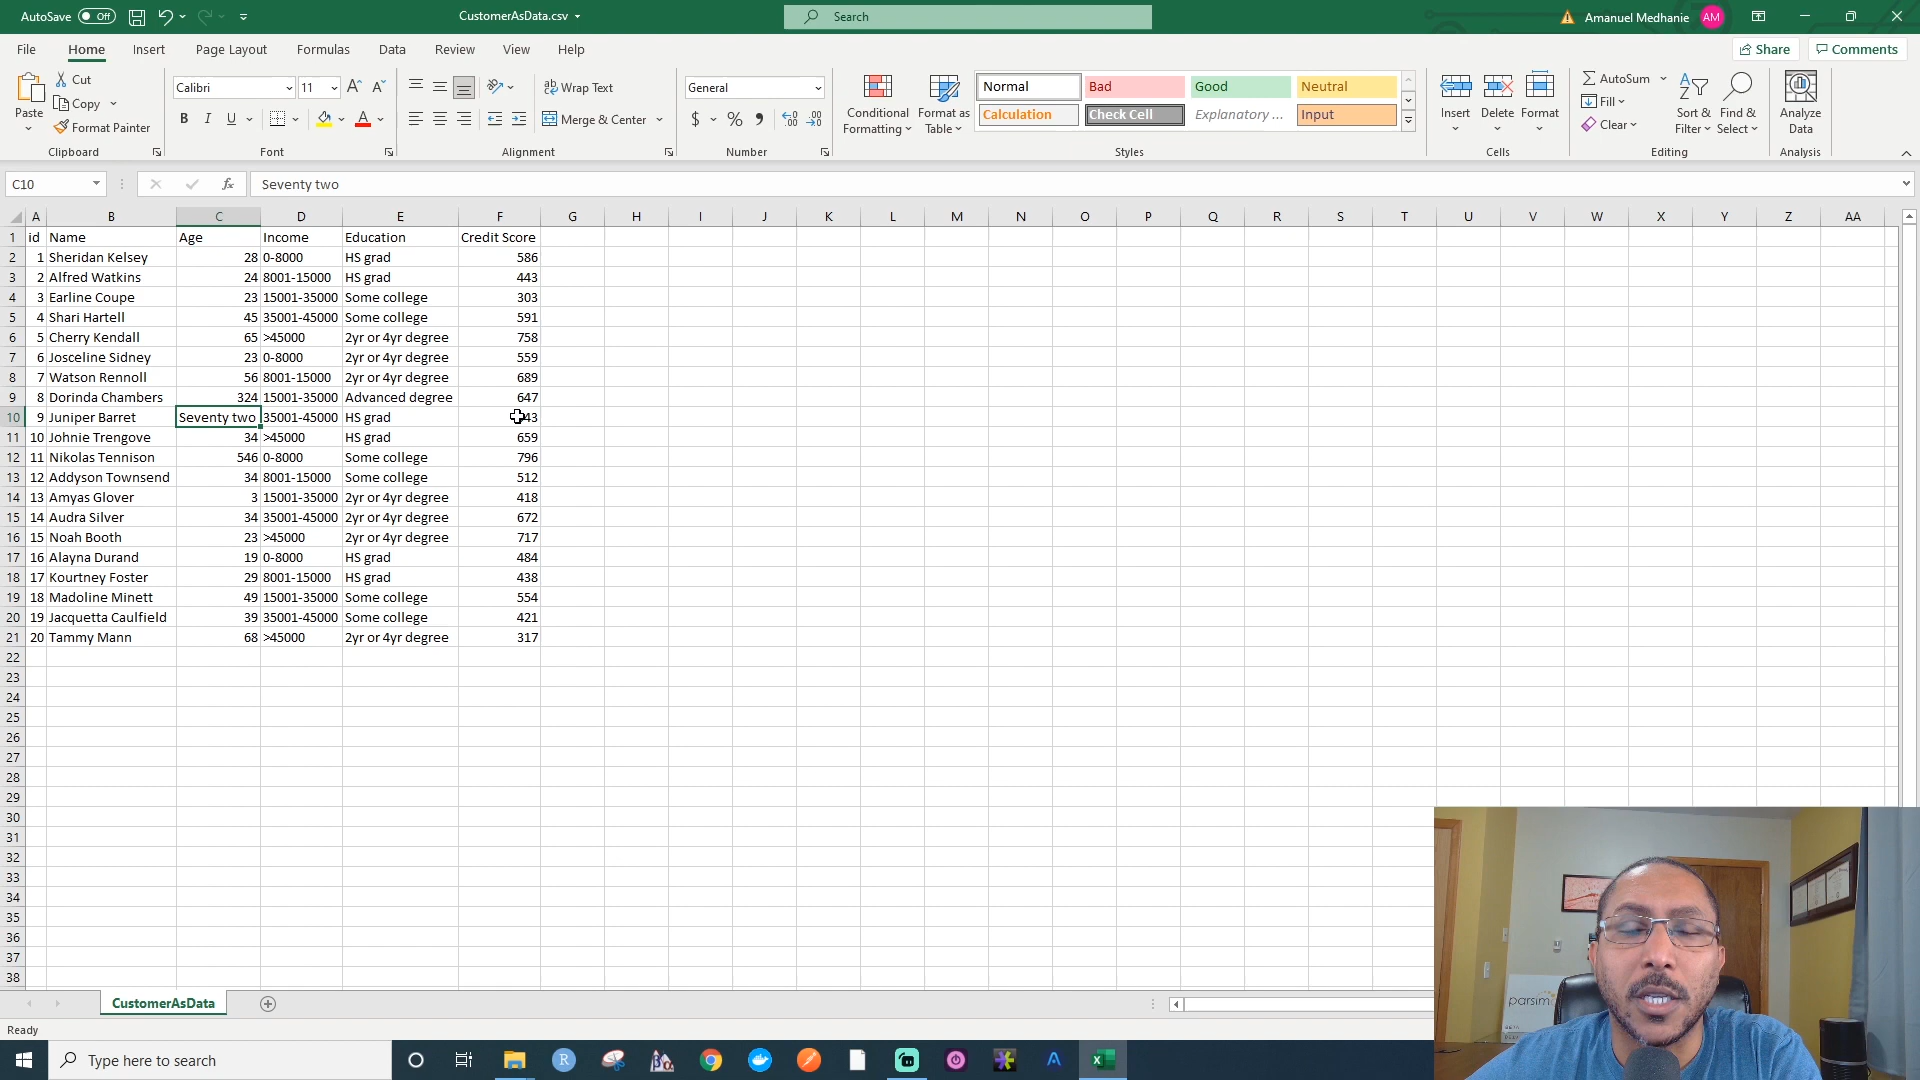 AutoSave Off CustomerAsData.csv Search Amanuel Medhanie AM
File Home Insert Page Layout Formulas Data Review View Help Share Comments
Paste Cut Copy Format Painter Clipboard
Calibri 11 B I U A A A Font
Wrap Text Merge & Center Alignment
General $ % Number
Conditional Formatting Format as Table
Normal Bad Good Neutral
Calculation Check Cell Explanatory ... Input
Styles
Insert Delete Format Cells
AutoSum Fill Clear Sort & Filter Find & Select Editing
Analyze Data Analysis
C10 fx Seventy two
A B C D E F G H I J K L M N O P Q R S T U V W X Y Z AA
1 id Name Age Income Education Credit Score
2 1 Sheridan Kelsey 28 0-8000 HS grad 586
3 2 Alfred Watkins 24 8001-15000 HS grad 443
4 3 Earline Coupe 23 15001-35000 Some college 303
5 4 Shari Hartell 45 35001-45000 Some college 591
6 5 Cherry Kendall 65 >45000 2yr or 4yr degree 758
7 6 Josceline Sidney 23 0-8000 2yr or 4yr degree 559
8 7 Watson Rennoll 56 8001-15000 2yr or 4yr degree 689
9 8 Dorinda Chambers 324 15001-35000 Advanced degree 647
10 9 Juniper Barret Seventy two 35001-45000 HS grad
11 10 Johnie Trengove 34 >45000 HS grad 659
12 11 Nikolas Tennison 546 0-8000 Some college 796
13 12 Addyson Townsend 34 8001-15000 Some college 512
14 13 Amyas Glover 3 15001-35000 2yr or 4yr degree 418
15 14 Audra Silver 34 35001-45000 2yr or 4yr degree 672
16 15 Noah Booth 23 >45000 2yr or 4yr degree 717
17 16 Alayna Durand 19 0-8000 HS grad 484
18 17 Kourtney Foster 29 8001-15000 HS grad 438
19 18 Madoline Minett 49 15001-35000 Some college 554
20 19 Jacquetta Caulfield 39 35001-45000 Some college 421
21 20 Tammy Mann 68 >45000 2yr or 4yr degree 317
22
23
24
25
26
27
28
29
30
31
32
33
34
35
36
37
38
parsim
CustomerAsData
Ready
Type here to search